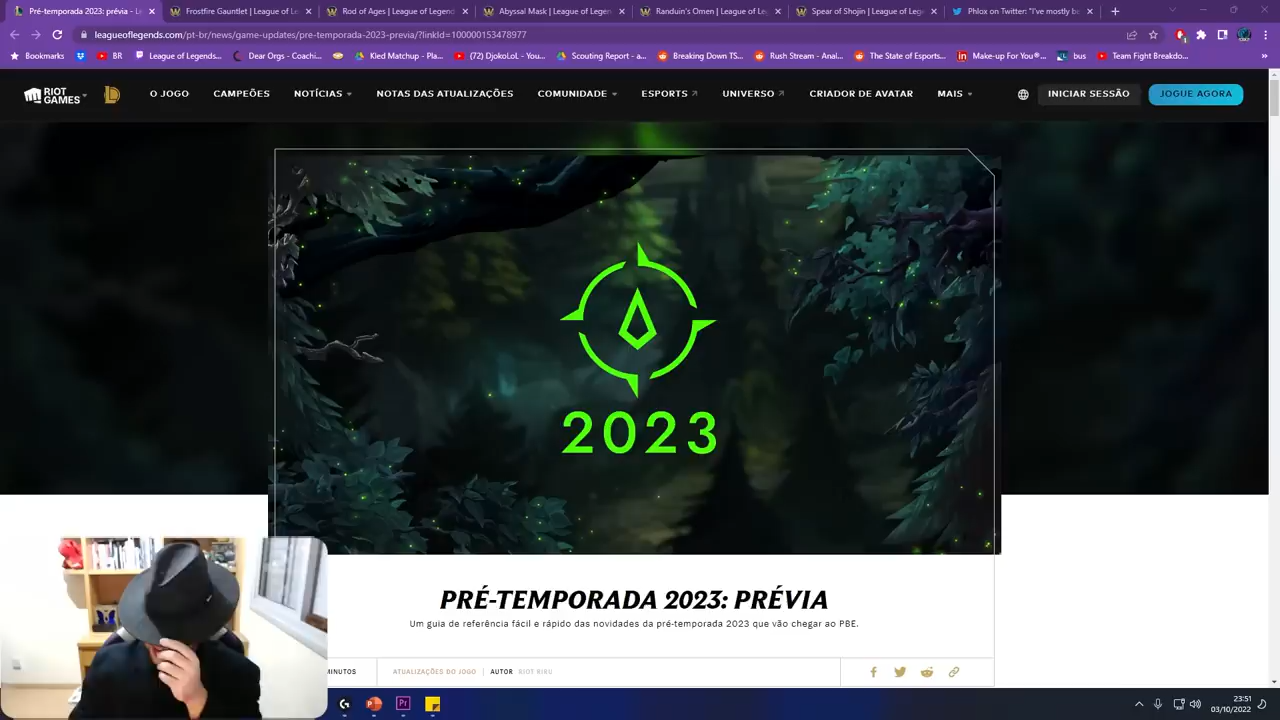 2023: prévia - L
Frostfire Gauntlet | League of L
Rod of Ages | League of Legend
Abyssal Mask | League of Legen
Randuin's Omen | League of Leg
Spear of Shojin | League of Leg
Phlox on Twitter: "I've mostly b
leagueoflegends.com/pt-br/news/game-updates/pre-temporada-2023-previa/?linkId=100000153478977
Bookmarks
BR
League of Legends...
Dear Orgs - Coachi...
Kled Matchup - Pla...
(72) DjokoLoL - You...
Scouting Report - a...
Breaking Down TS...
Rush Stream - Anal...
The State of Esports...
Make-up For You®...
bus
Team Fight Breakdo...
RIOT GAMES
O JOGO
CAMPEÕES
NOTÍCIAS
NOTAS DAS ATUALIZAÇÕES
COMUNIDADE
ESPORTS
UNIVERSO
CRIADOR DE AVATAR
MAIS
INICIAR SESSÃO
JOGUE AGORA
2023
PRÉ-TEMPORADA 2023: PRÉVIA
Um guia de referência fácil e rápido das novidades da pré-temporada 2023 que vão chegar ao PBE.
MINUTOS
ATUALIZAÇÕES DO JOGO
AUTOR RIOT RIRU
23:51
03/10/2022